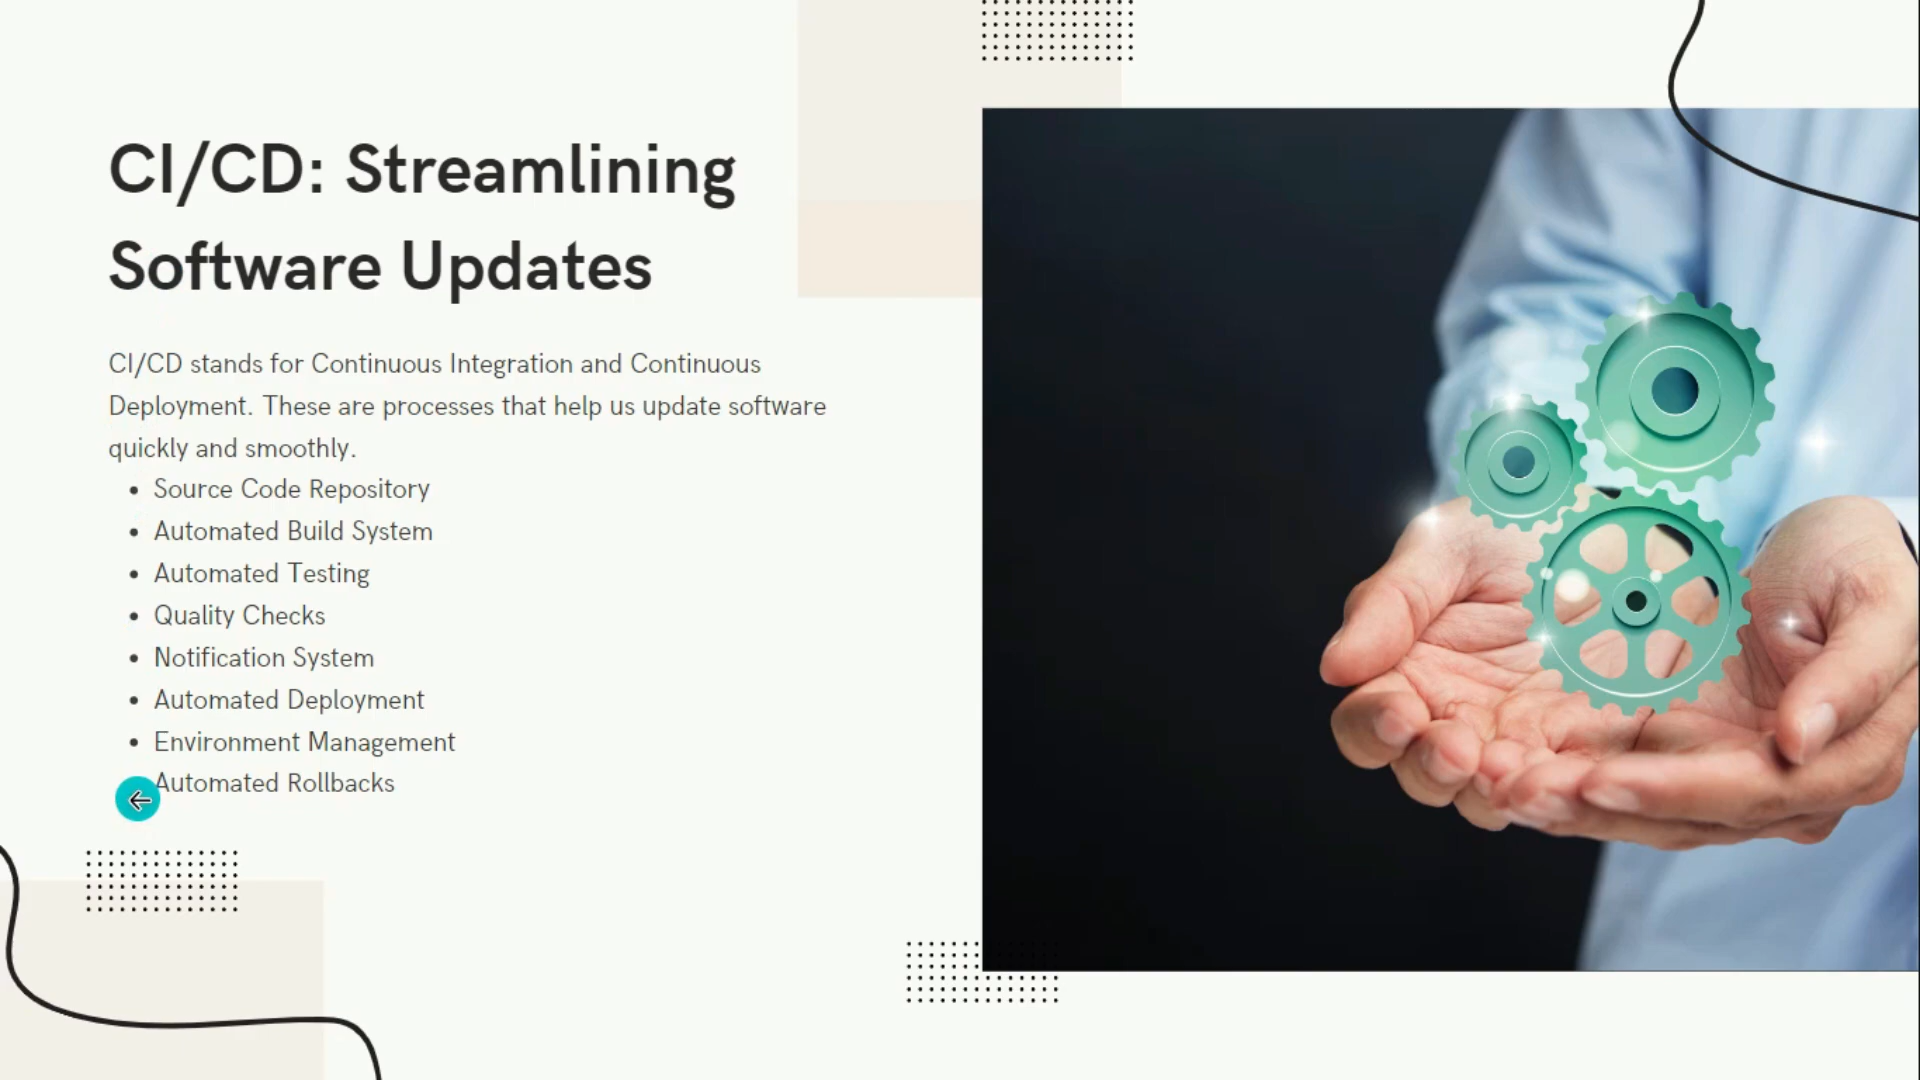 CI/CD: Streamlining
Software Updates
CI/CD stands for Continuous Integration and Continuous
Deployment. These are processes that help us update software
quickly and smoothly.
• Source Code Repository
• Automated Build System
• Automated Testing
• Quality Checks
• Notification System
• Automated Deployment
• Environment Management
Automated Rollbacks